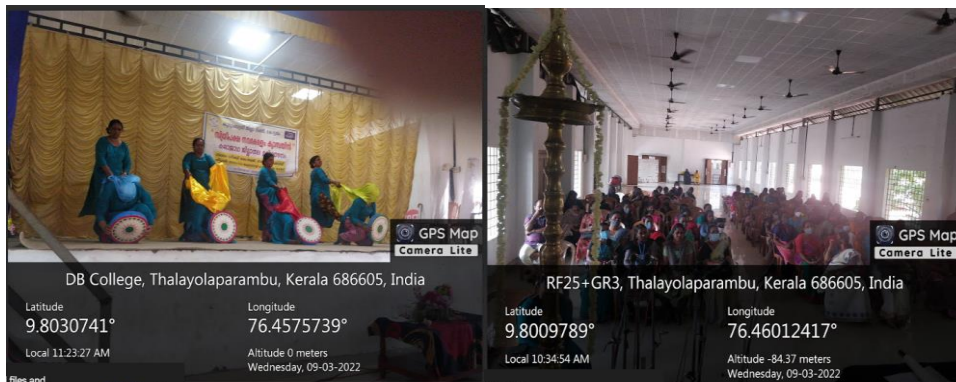 GPS Map
Camera Lite
DB College, Thalayolaparambu, Kerala 686605, India
Latitude
9.8030741°
Longitude
76.4575739°
Local 11:23:27 AM
Altitude 0 meters
Wednesday, 09-03-2022
files and
GPS Map
Camera Lite
RF25+GR3, Thalayolaparambu, Kerala 686605, India
Latitude
9.8009789°
Longitude
76.46012417°
Local 10:34:54 AM
Altitude -84.37 meters
Wednesday, 09-03-2022